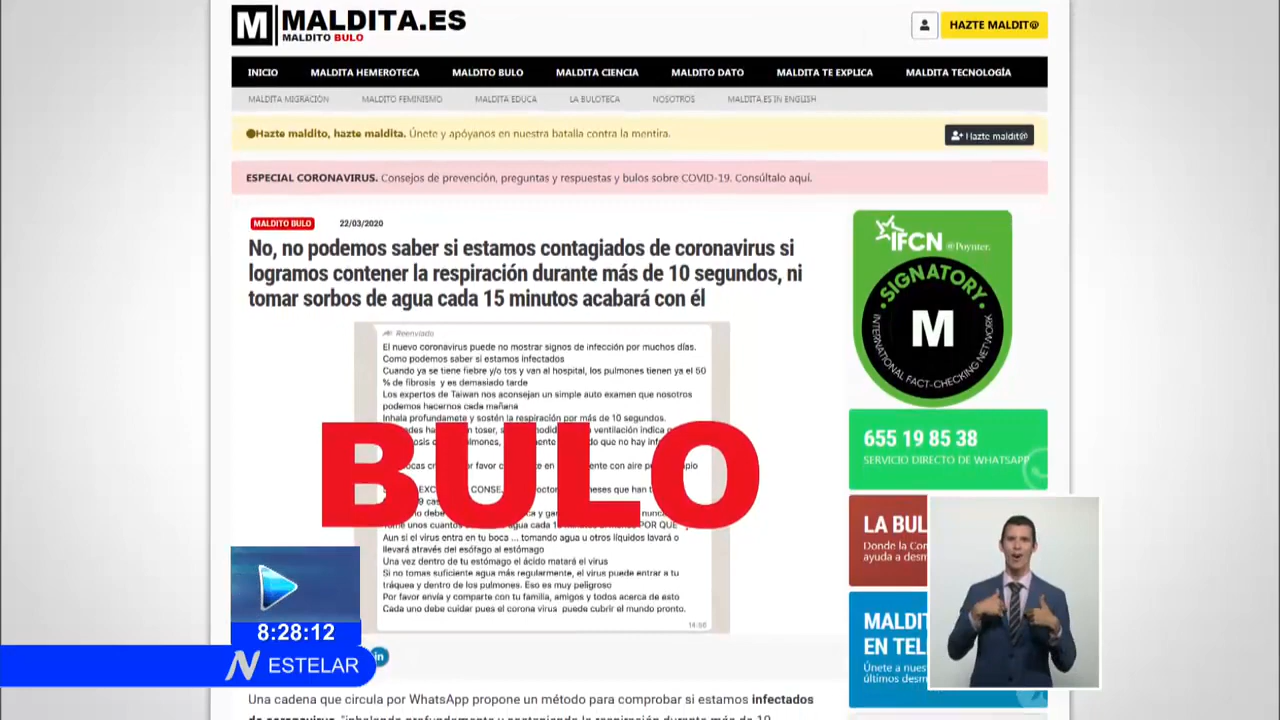 MALDITA.ES
MALDITO BULO
HAZTE MALDIT@
INICIO MALDITA HEMEROTECA MALDITO BULO MALDITA CIENCIA MALDITO DATO MALDITA TE EXPLICA MALDITA TECNOLOGÍA
MALDITA MIGRACIÓN MALDITO FEMINISMO MALDITA EDUCA LA BULOTECA NOSOTROS MALDITA.ES IN ENGLISH
Hazte maldito, hazte maldita. Únete y apóyanos en nuestra batalla contra la mentira.
Hazte maldit@
ESPECIAL CORONAVIRUS. Consejos de prevención, preguntas y respuestas y bulos sobre COVID-19. Consúltalo aquí.
MALDITO BULO 22/03/2020
No, no podemos saber si estamos contagiados de coronavirus si
logramos contener la respiración durante más de 10 segundos, ni
tomar sorbos de agua cada 15 minutos acabará con él
Reenviado
El nuevo coronavirus puede no mostrar signos de infección por muchos días.
Como podemos saber si estamos infectados
Cuando ya se tiene fiebre y/o tos y van al hospital, los pulmones tienen ya el 50
% de fibrosis y es demasiado tarde
Los expertos de Taiwan nos aconsejan un simple auto examen que nosotros
podemos hacernos cada mañana
Inhala profundamete y sostén la respiración por más de 10 segundos.
BULO
Aun si el virus entra en tu boca ... tomando agua u otros líquidos lavará o
llevará através del esófago al estómago
Una vez dentro de tu estómago el ácido matará el virus
Si no tomas suficiente agua más regularmente, el virus puede entrar a tu
tráquea y dentro de los pulmones. Eso es muy peligroso
Por favor envía y comparte con tu familia, amigos y todos acerca de esto
Cada uno debe cuidar pues el corona virus puede cubrir el mundo pronto.
IFCN @Poynter.
SIGNATORY
M
INTERNATIONAL FACT-CHECKING NETWORK
655 19 85 38
SERVICIO DIRECTO DE WHATSAPP
LA BUL
Donde la Com
ayuda a desm
MALDIT
EN TEL
Únete a nues
últimos desm
in
8:28:12
N ESTELAR
Una cadena que circula por WhatsApp propone un método para comprobar si estamos infectados